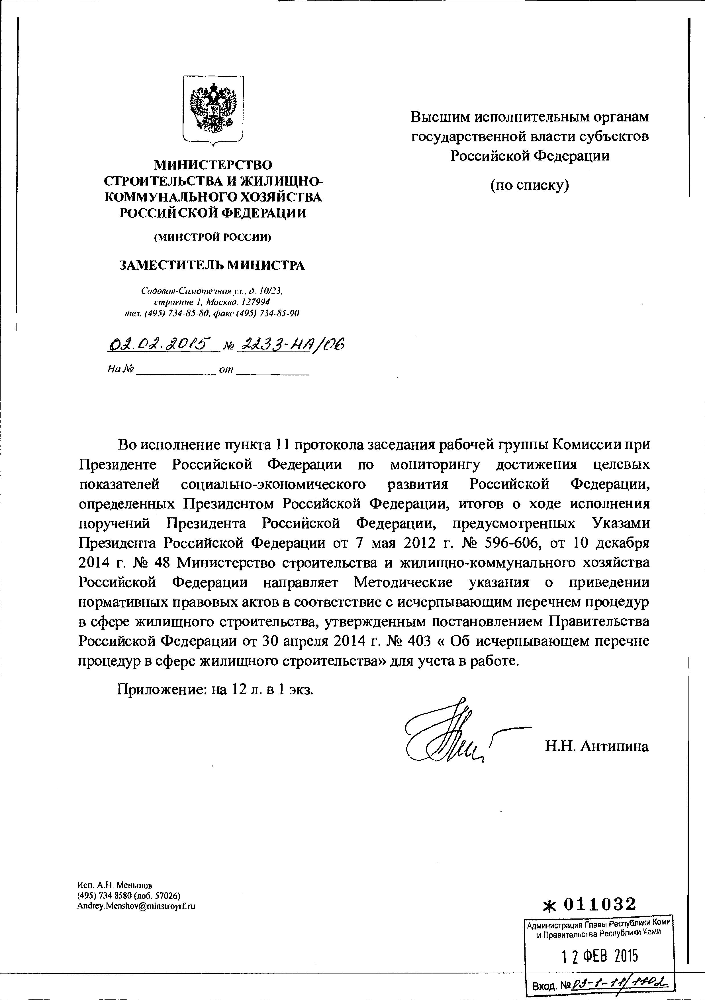 МИНИСТЕРСТВО
СТРОИТЕЛЬСТВА И ЖИЛИЩНО-
КОММУНАЛЬНОГО ХОЗЯЙСТВА
РОССИЙСКОЙ ФЕДЕРАЦИИ
(МИНСТРОЙ РОССИИ)
ЗАМЕСТИТЕЛЬ МИНИСТРА
Садовая-Самотечная ул., д. 10/23,
строение 1, Москва, 127994
тел. (495) 734-85-80, факс (495) 734-85-90
02.02.2015 № 2233-НА/06
На № ____________ от ____________
Высшим исполнительным органам
государственной власти субъектов
Российской Федерации
(по списку)
Во исполнение пункта 11 протокола заседания рабочей группы Комиссии при
Президенте Российской Федерации по мониторингу достижения целевых
показателей социально-экономического развития Российской Федерации,
определенных Президентом Российской Федерации, итогов о ходе исполнения
поручений Президента Российской Федерации, предусмотренных Указами
Президента Российской Федерации от 7 мая 2012 г. № 596-606, от 10 декабря
2014 г. № 48 Министерство строительства и жилищно-коммунального хозяйства
Российской Федерации направляет Методические указания о приведении
нормативных правовых актов в соответствие с исчерпывающим перечнем процедур
в сфере жилищного строительства, утвержденным постановлением Правительства
Российской Федерации от 30 апреля 2014 г. № 403 « Об исчерпывающем перечне
процедур в сфере жилищного строительства» для учета в работе.
Приложение: на 12 л. в 1 экз.
Н.Н. Антипина
Исп. А.Н. Меньшов
(495) 734 8580 (доб. 57026)
Andrey.Menshov@minstroyrf.ru
* 011032
Администрация Главы Республики Коми
и Правительства Республики Коми
12 ФЕВ 2015
Вход. № 03-1-11/1102